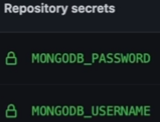 Repository secrets
MONGODB_PASSWORD
MONGODB_USERNAME